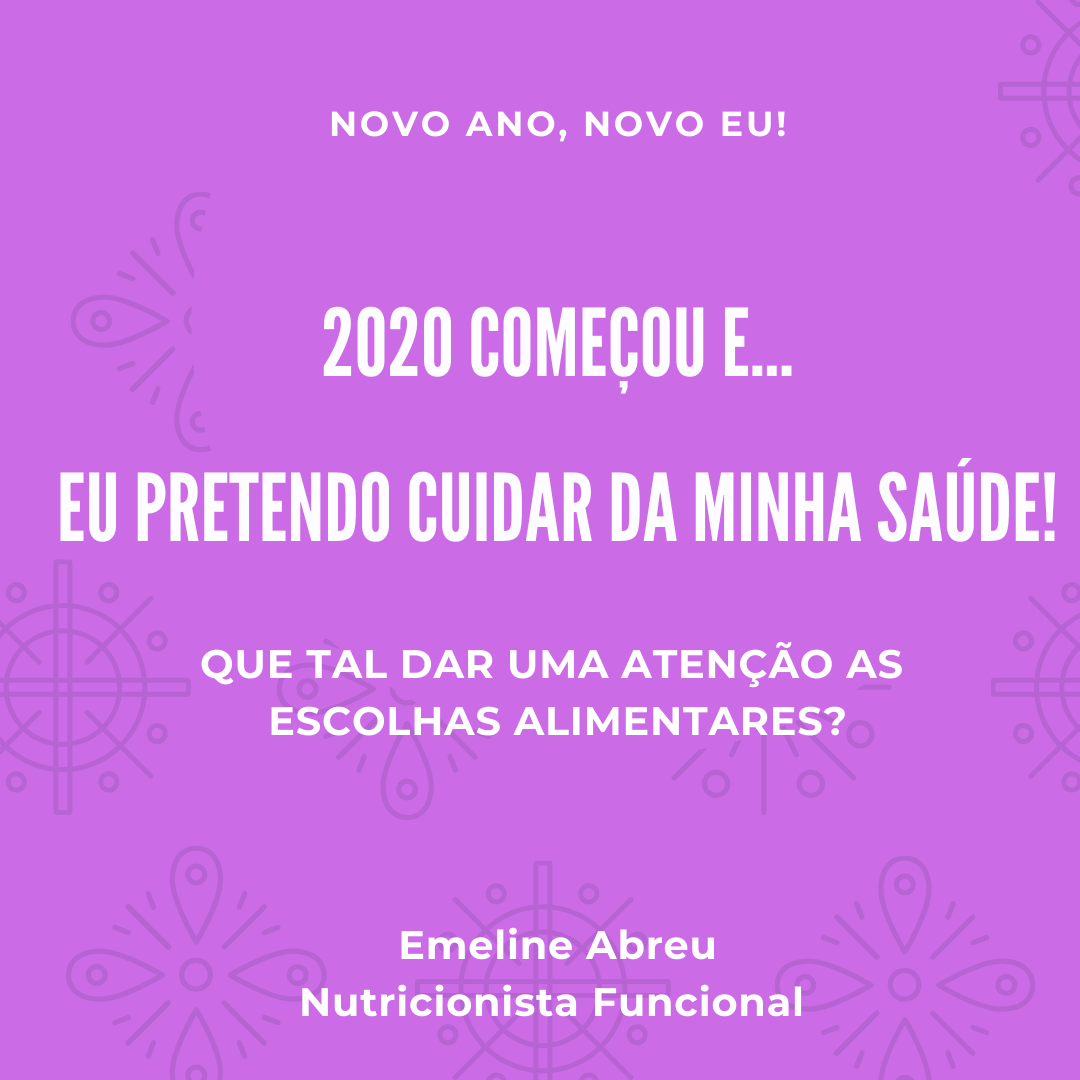 NOVO ANO, NOVO EU!
2020 COMEÇOU E...
EU PRETENDO CUIDAR DA MINHA SAÚDE!
QUE TAL DAR UMA ATENÇÃO AS
ESCOLHAS ALIMENTARES?
Emeline Abreu
Nutricionista Funcional